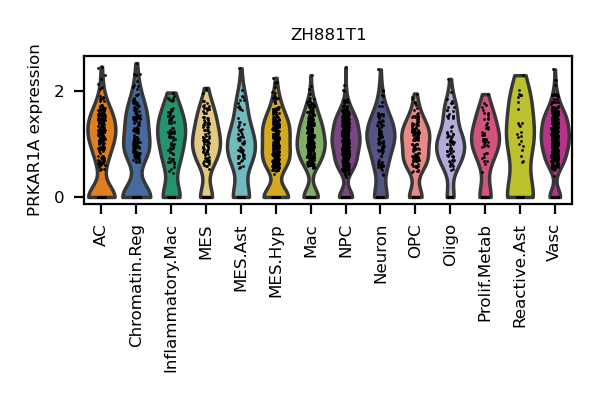 ZH881T1
PRKAR1A expression
2
0
AC
Chromatin.Reg
Inflammatory.Mac
MES
MES.Ast
MES.Hyp
Mac
NPC
Neuron
OPC
Oligo
Prolif.Metab
Reactive.Ast
Vasc